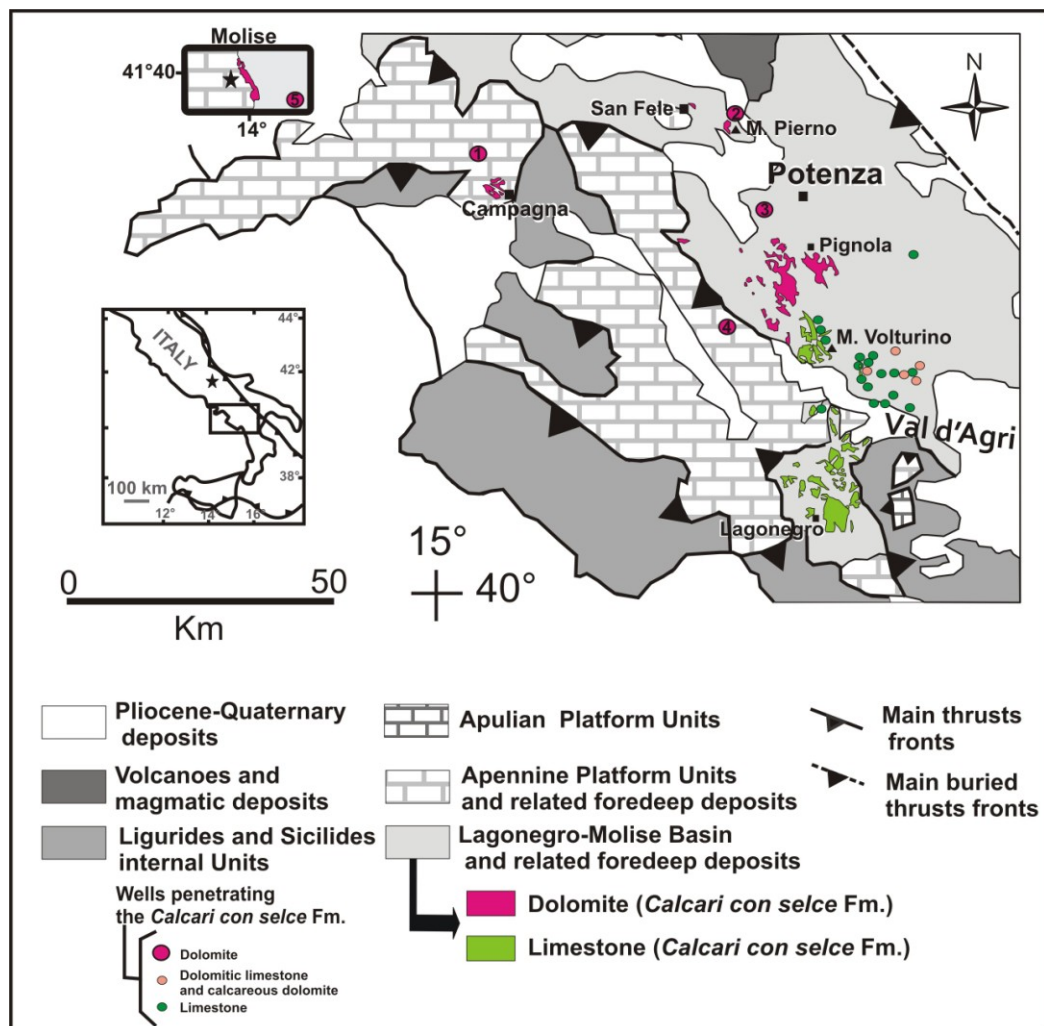 Molise
41°40
5
14°
N
San Fele
2
M. Pierno
1
Potenza
Campagna
3
Pignola
4
M. Volturino
Val d'Agri
Lagonegro
44°
ITALY
42°
38°
100 km
12° 14° 16°
15°
40°
0 50
Km
Pliocene-Quaternary
deposits
Volcanoes and
magmatic deposits
Ligurides and Sicilides
internal Units
Wells penetrating
the Calcari con selce Fm.
Dolomite
Dolomitic limestone
and calcareous dolomite
Limestone
Apulian Platform Units
Apennine Platform Units
and related foredeep deposits
Lagonegro-Molise Basin
and related foredeep deposits
Dolomite (Calcari con selce Fm.)
Limestone (Calcari con selce Fm.)
Main thrusts
fronts
Main buried
thrusts fronts